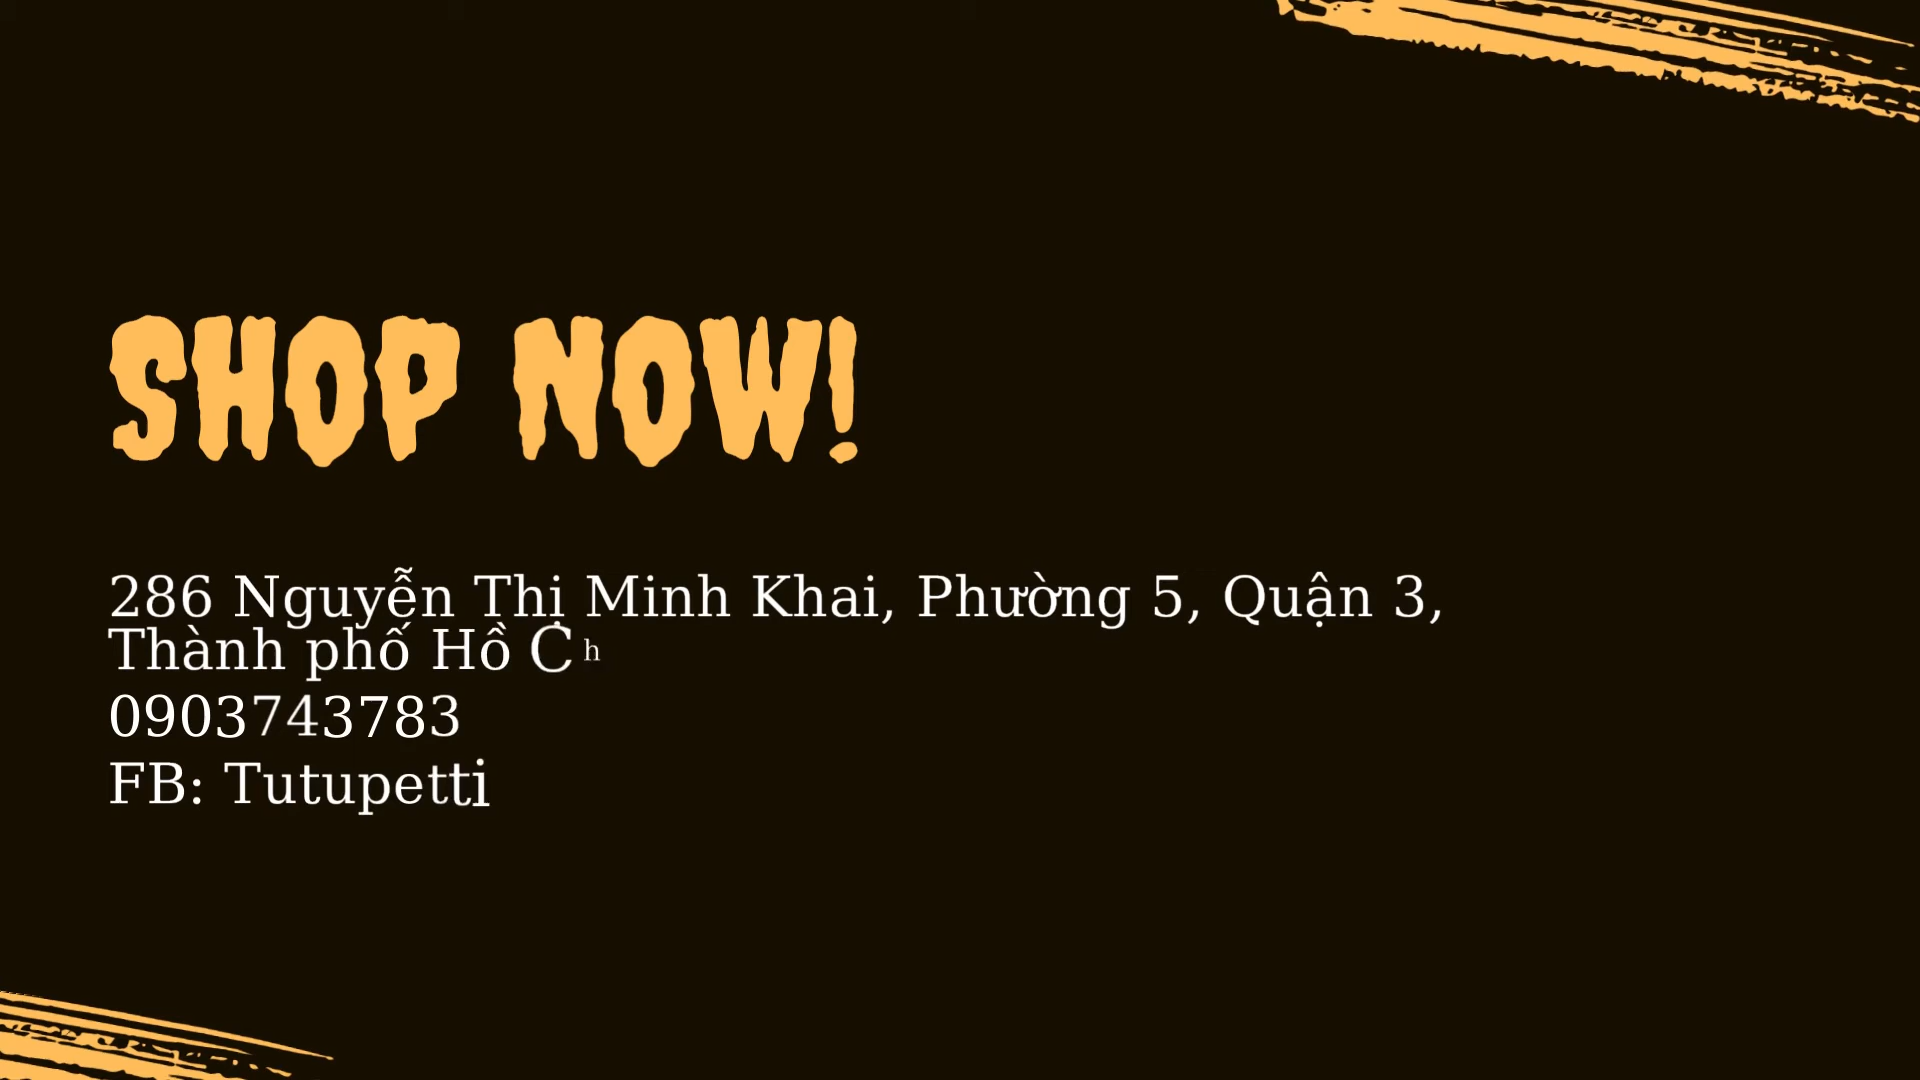 SHOP NOW!
286 Nguyễn Thị Minh Khai, Phường 5, Quận 3,
Thành phố Hồ Ch
0903743783
FB: Tutupetti